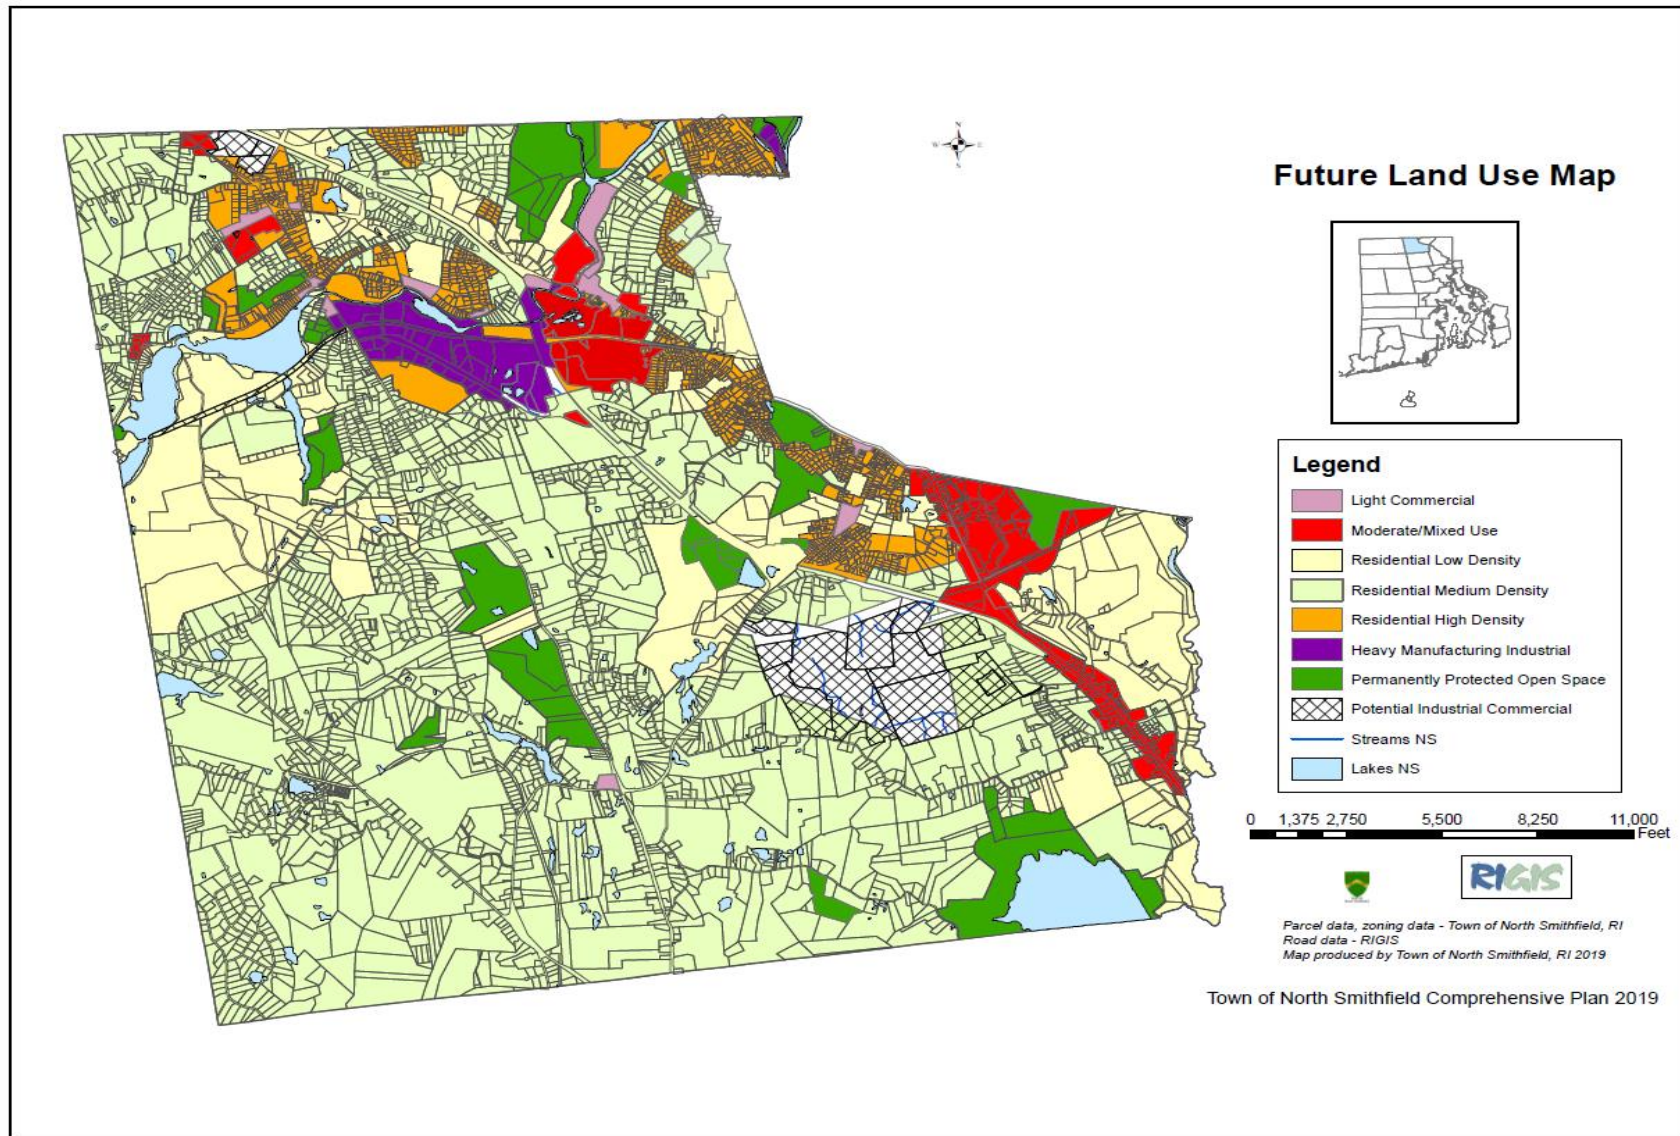 N
W
E
S
Future Land Use Map
Legend
Light Commercial
Moderate/Mixed Use
Residential Low Density
Residential Medium Density
Residential High Density
Heavy Manufacturing Industrial
Permanently Protected Open Space
Potential Industrial Commercial
Streams NS
Lakes NS
0 1,375 2,750 5,500 8,250 11,000
Feet
RIGIS
Parcel data, zoning data - Town of North Smithfield, RI
Road data - RIGIS
Map produced by Town of North Smithfield, RI 2019
Town of North Smithfield Comprehensive Plan 2019